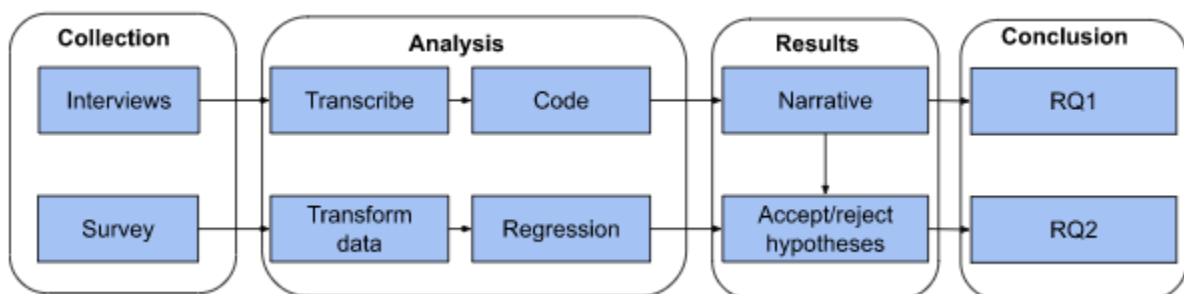 Collection
Analysis
Results
Conclusion
Interviews
Transcribe
Code
Narrative
RQ1
Survey
Transform
data
Regression
Accept/reject
hypotheses
RQ2